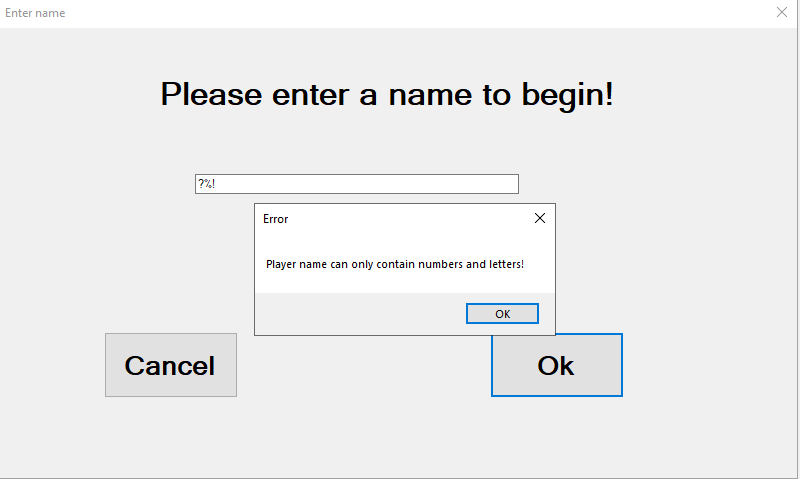 Enter name
Please enter a name to begin!
?%!
Error
Player name can only contain numbers and letters!
OK
Cancel
Ok